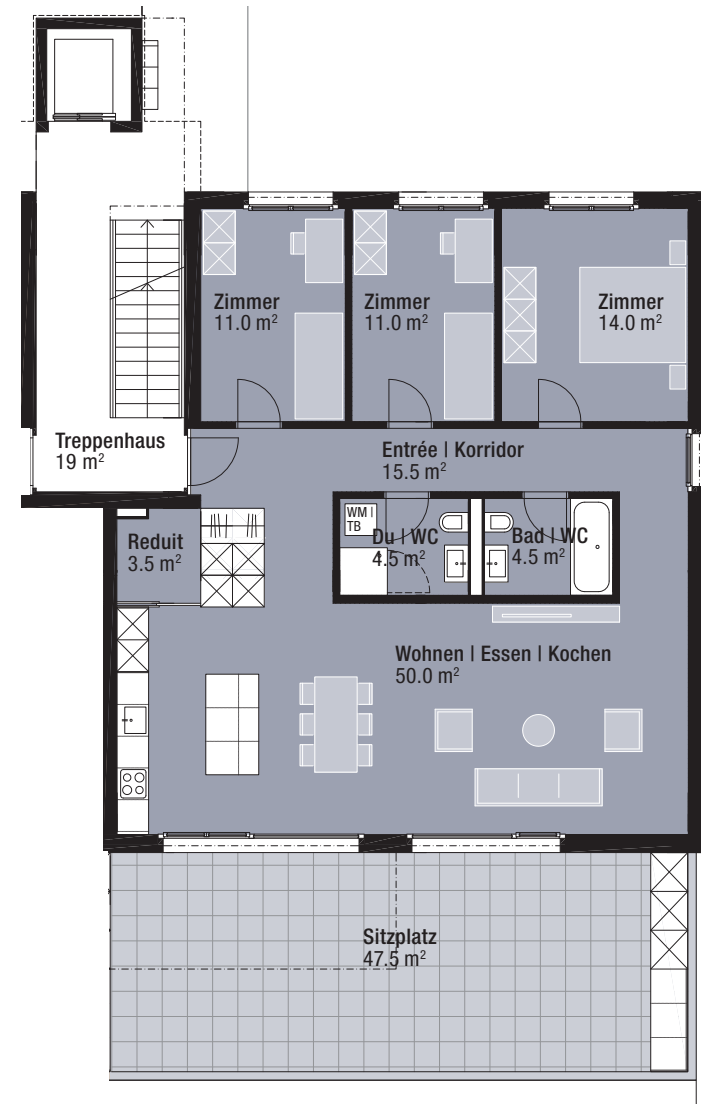 Zimmer
11.0 m²
Zimmer
11.0 m²
Zimmer
14.0 m²
Treppenhaus
19 m²
Entrée | Korridor
15.5 m²
Reduit
3.5 m²
WM |
TB
Du | WC
4.5 m²
Bad | WC
4.5 m²
Wohnen | Essen | Kochen
50.0 m²
Sitzplatz
47.5 m²